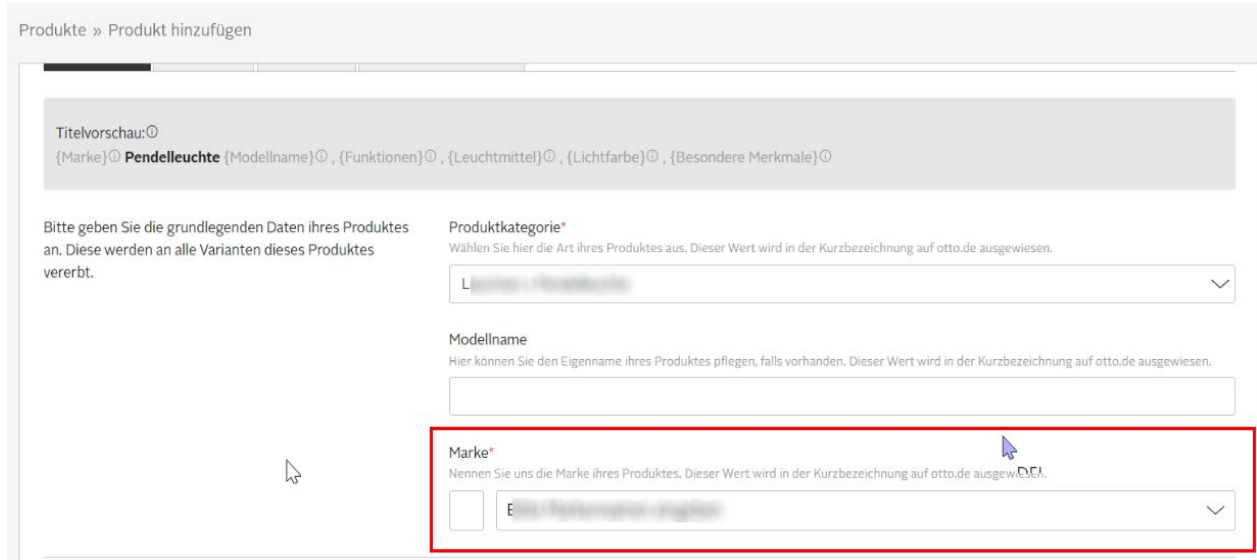 Produkte » Produkt hinzufügen
Titelvorschau:ⓘ
{Marke}ⓘ Pendelleuchte {Modellname}ⓘ , {Funktionen}ⓘ , {Leuchtmittel}ⓘ , {Lichtfarbe}ⓘ , {Besondere Merkmale}ⓘ
Bitte geben Sie die grundlegenden Daten ihres Produktes
an. Diese werden an alle Varianten dieses Produktes
vererbt.
Produktkategorie*
Wählen Sie hier die Art ihres Produktes aus. Dieser Wert wird in der Kurzbezeichnung auf otto.de ausgewiesen.
Modellname
Hier können Sie den Eigenname ihres Produktes pflegen, falls vorhanden. Dieser Wert wird in der Kurzbezeichnung auf otto.de ausgewiesen.
Marke*
Nennen Sie uns die Marke ihres Produktes. Dieser Wert wird in der Kurzbezeichnung auf otto.de